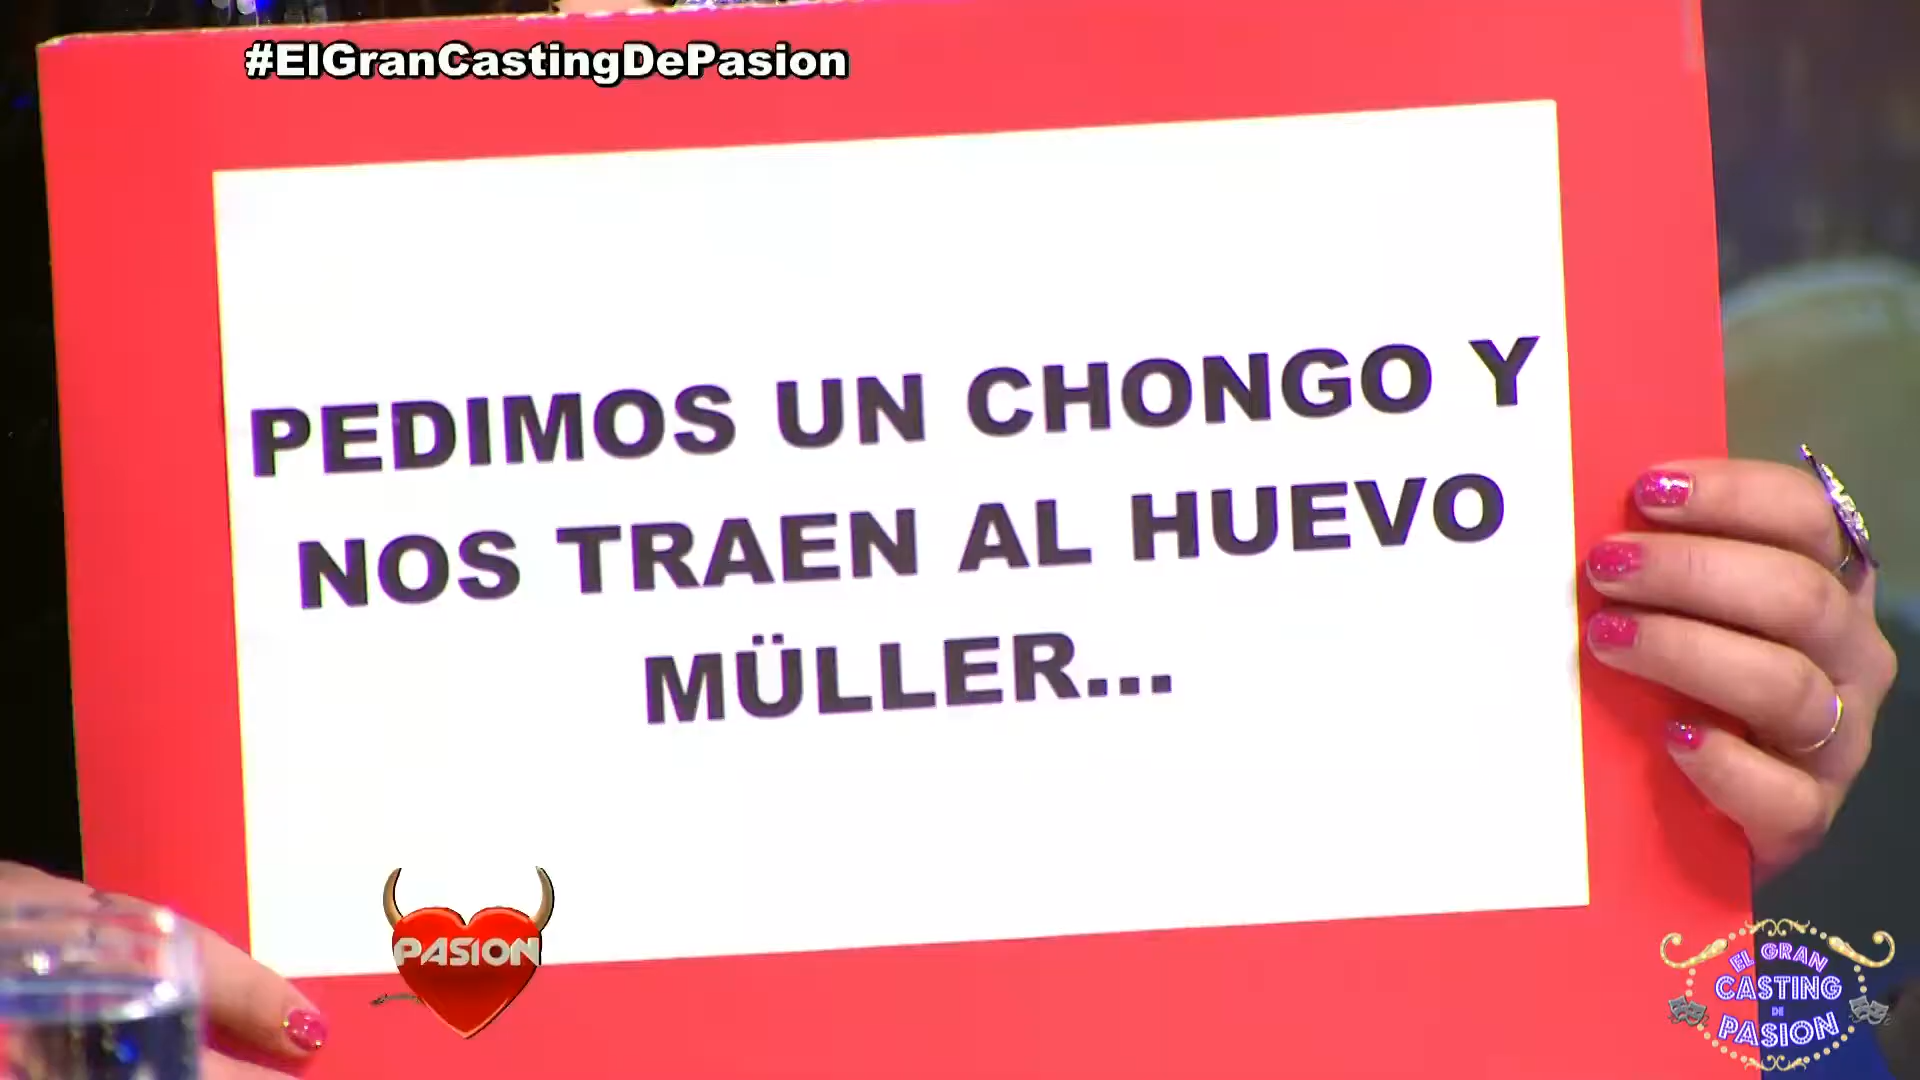 #ElGranCastingDePasion
PEDIMOS UN CHONGO Y
NOS TRAEN AL HUEVO
MÜLLER...
PASION
EL GRAN
CASTING
DE
PASION